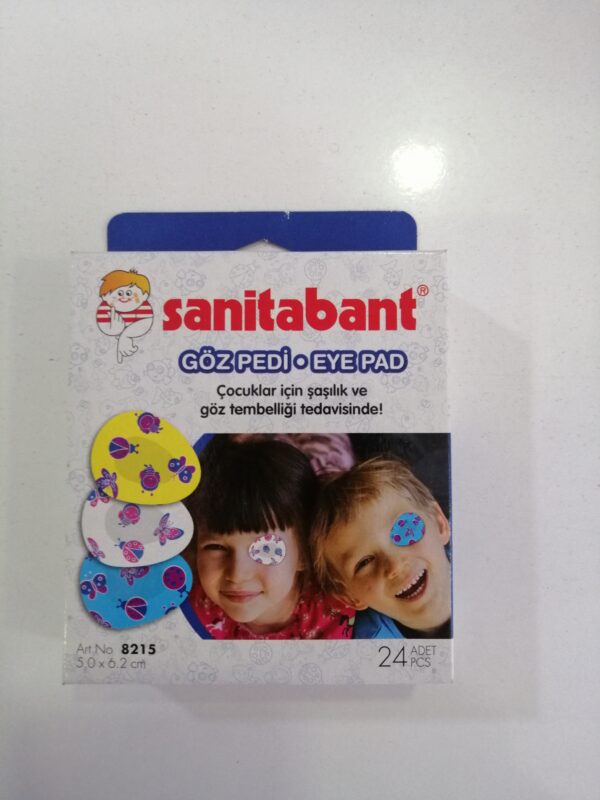 sanitabant®
GÖZ PEDİ • EYE PAD
Çocuklar için şaşılık ve
göz tembelliği tedavisinde!
Art.No. 8215
5,0 x 6.2 cm
24 ADET
PCS